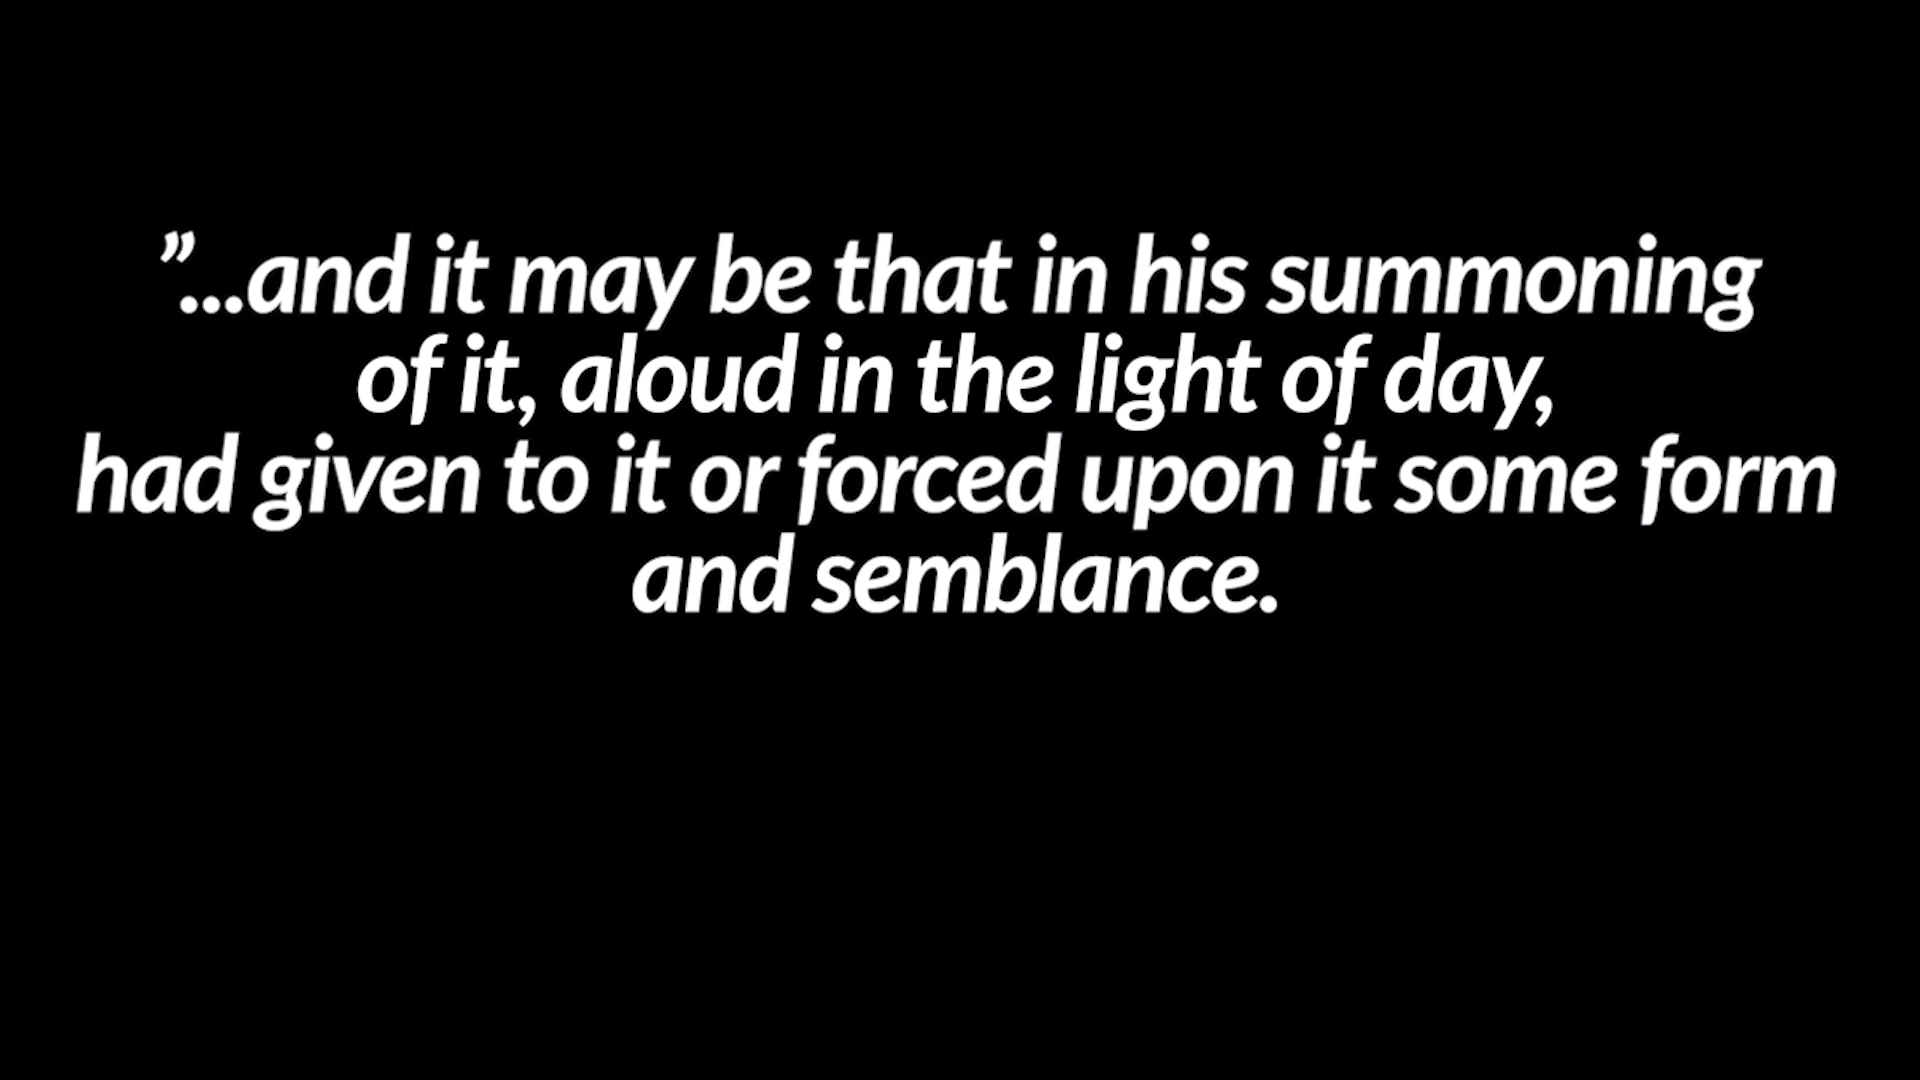 ”...and it may be that in his summoning
of it, aloud in the light of day,
had given to it or forced upon it some form
and semblance.